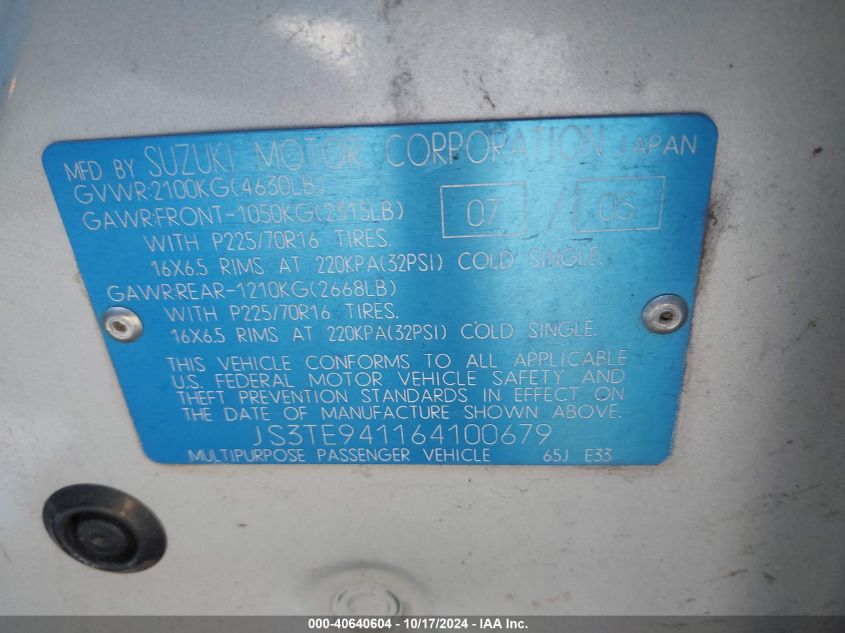 MFD BY SUZUKI MOTOR CORPORATION JAPAN
GVWR:2100KG(4630LB)
GAWR:FRONT-1050KG(2315LB) 07 / 05
WITH P225/70R16 TIRES.
16X6.5 RIMS AT 220KPA(32PSI) COLD SINGLE.
GAWR:REAR-1210KG(2668LB)
WITH P225/70R16 TIRES.
16X6.5 RIMS AT 220KPA(32PSI) COLD SINGLE.
THIS VEHICLE CONFORMS TO ALL APPLICABLE
U.S. FEDERAL MOTOR VEHICLE SAFETY AND
THEFT PREVENTION STANDARDS IN EFFECT ON
THE DATE OF MANUFACTURE SHOWN ABOVE.
JS3TE941164100679
MULTIPURPOSE PASSENGER VEHICLE 65J E33
000-40640604 - 10/17/2024 - IAA Inc.